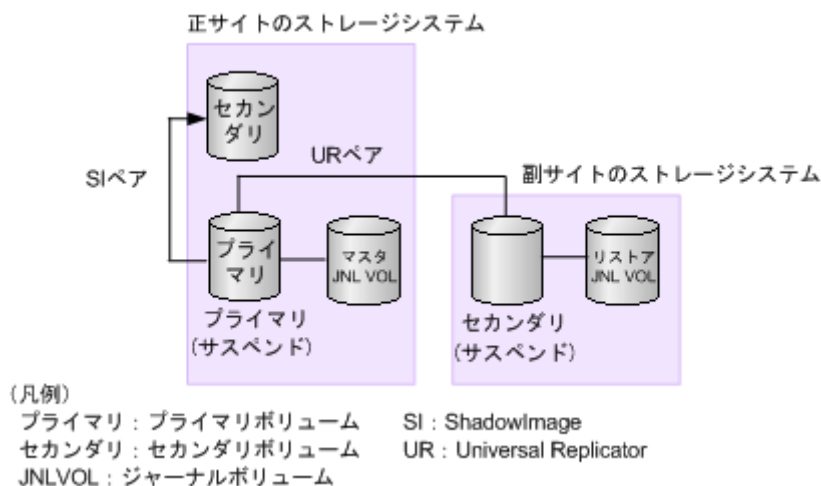 正サイトのストレージシステム
セカン
ダリ
URペア
SIペア
副サイトのストレージシステム
プライ
マリ
マスタ
JNL VOL
リストア
JNL VOL
プライマリ
(サスペンド)
セカンダリ
(サスペンド)
(凡例)
プライマリ:プライマリボリューム SI:ShadowImage
セカンダリ:セカンダリボリューム UR:Universal Replicator
JNLVOL:ジャーナルボリューム